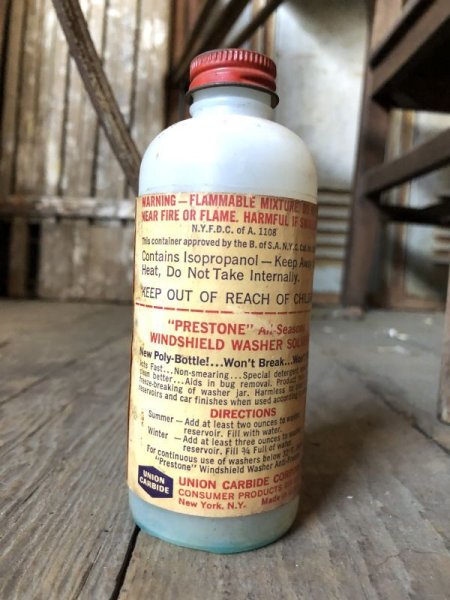 WARNING — FLAMMABLE MIXTURE. DO
NEAR FIRE OR FLAME. HARMFUL IF
N.Y.F.D.C. of A. 1108
This container approved by the B. of S.A. N.Y.C.
Contains Isopropanol — Keep Away
Heat, Do Not Take Internally.
KEEP OUT OF REACH OF
"PRESTONE" All-Season
WINDSHIELD WASHER
New Poly-Bottle!...Won't Break...
Acts Fast...Non-smearing...Special detergent
clean better...Aids in bug removal. Product
freeze-breaking of washer jar. Harmless to
reservoirs and car finishes when used according
DIRECTIONS
Summer — Add at least two ounces to
reservoir. Fill with water.
Winter — Add at least three ounces to
reservoir. Fill ¾ Full of water.
For continuous use of washers below
"Prestone" Windshield Washer
UNION
CARBIDE
UNION CARBIDE
CONSUMER PRODUCTS
New York, N.Y. Made in